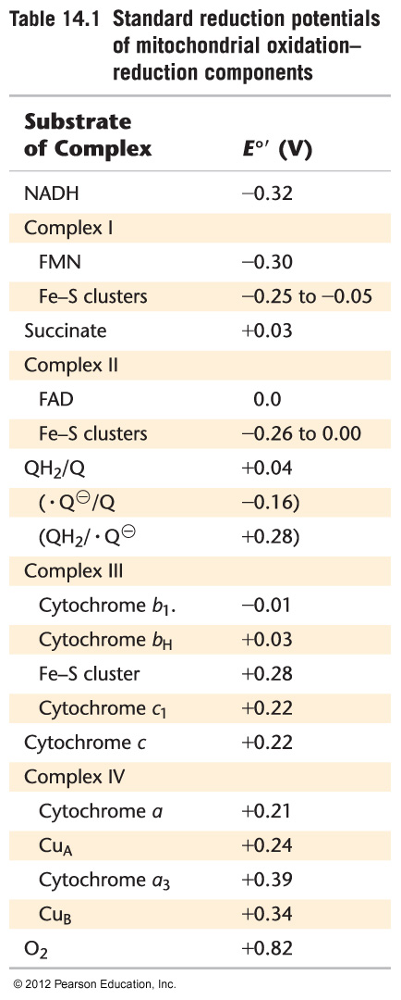 Table 14.1 Standard reduction potentials
of mitochondrial oxidation–
reduction components
Substrate
of Complex E°′ (V)
NADH −0.32
Complex I
FMN −0.30
Fe–S clusters −0.25 to −0.05
Succinate +0.03
Complex II
FAD 0.0
Fe–S clusters −0.26 to 0.00
QH₂/Q +0.04
(·Q⊖/Q −0.16)
(QH₂/·Q⊖ +0.28)
Complex III
Cytochrome b₁. −0.01
Cytochrome bH +0.03
Fe–S cluster +0.28
Cytochrome c₁ +0.22
Cytochrome c +0.22
Complex IV
Cytochrome a +0.21
CuA +0.24
Cytochrome a₃ +0.39
CuB +0.34
O₂ +0.82
© 2012 Pearson Education, Inc.